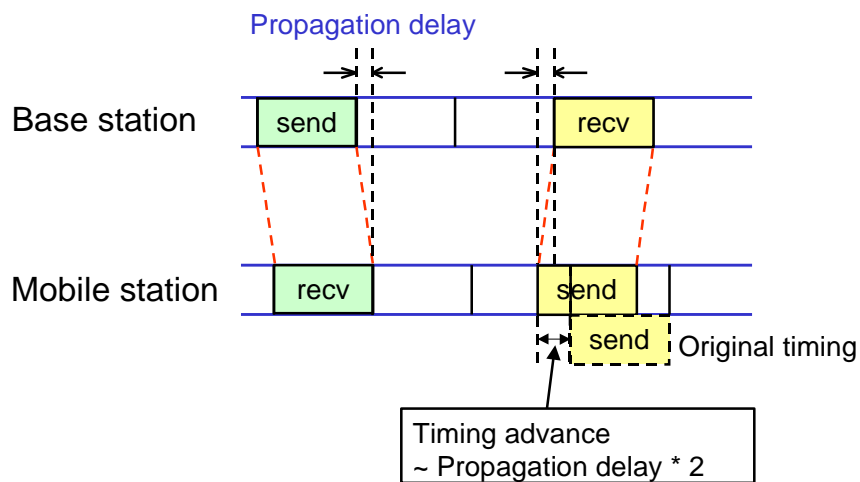 Propagation delay
Base station
send
recv
Mobile station
recv
send
send
Original timing
Timing advance
~ Propagation delay * 2